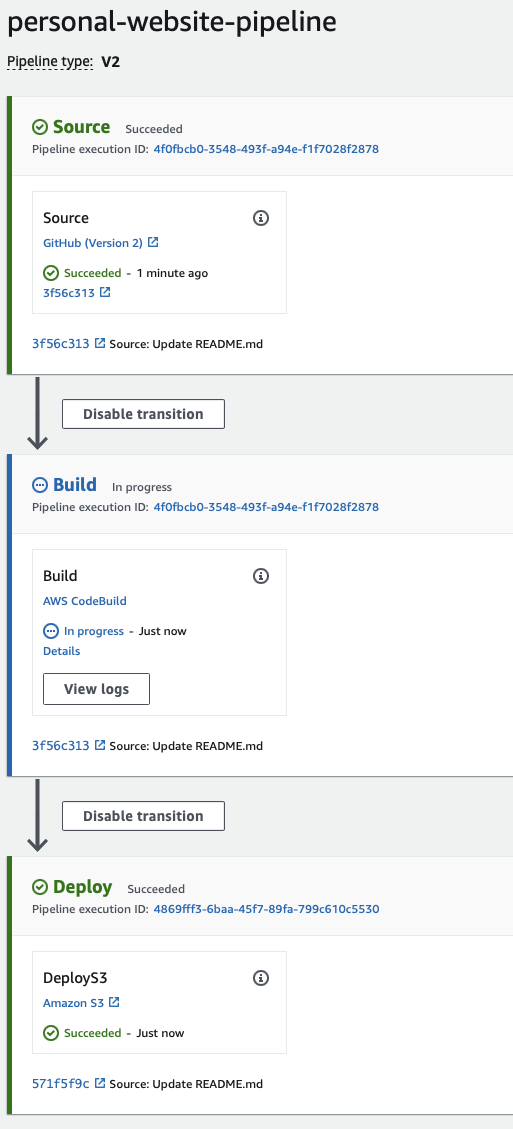 personal-website-pipeline
Pipeline type: V2
Source Succeeded
Pipeline execution ID: 4f0fbcb0-3548-493f-a94e-f1f7028f2878
Source
GitHub (Version 2)
Succeeded - 1 minute ago
3f56c313
3f56c313 Source: Update README.md
Disable transition
Build In progress
Pipeline execution ID: 4f0fbcb0-3548-493f-a94e-f1f7028f2878
Build
AWS CodeBuild
In progress - Just now
Details
View logs
3f56c313 Source: Update README.md
Disable transition
Deploy Succeeded
Pipeline execution ID: 4869fff3-6baa-45f7-89fa-799c610c5530
DeployS3
Amazon S3
Succeeded - Just now
571f5f9c Source: Update README.md